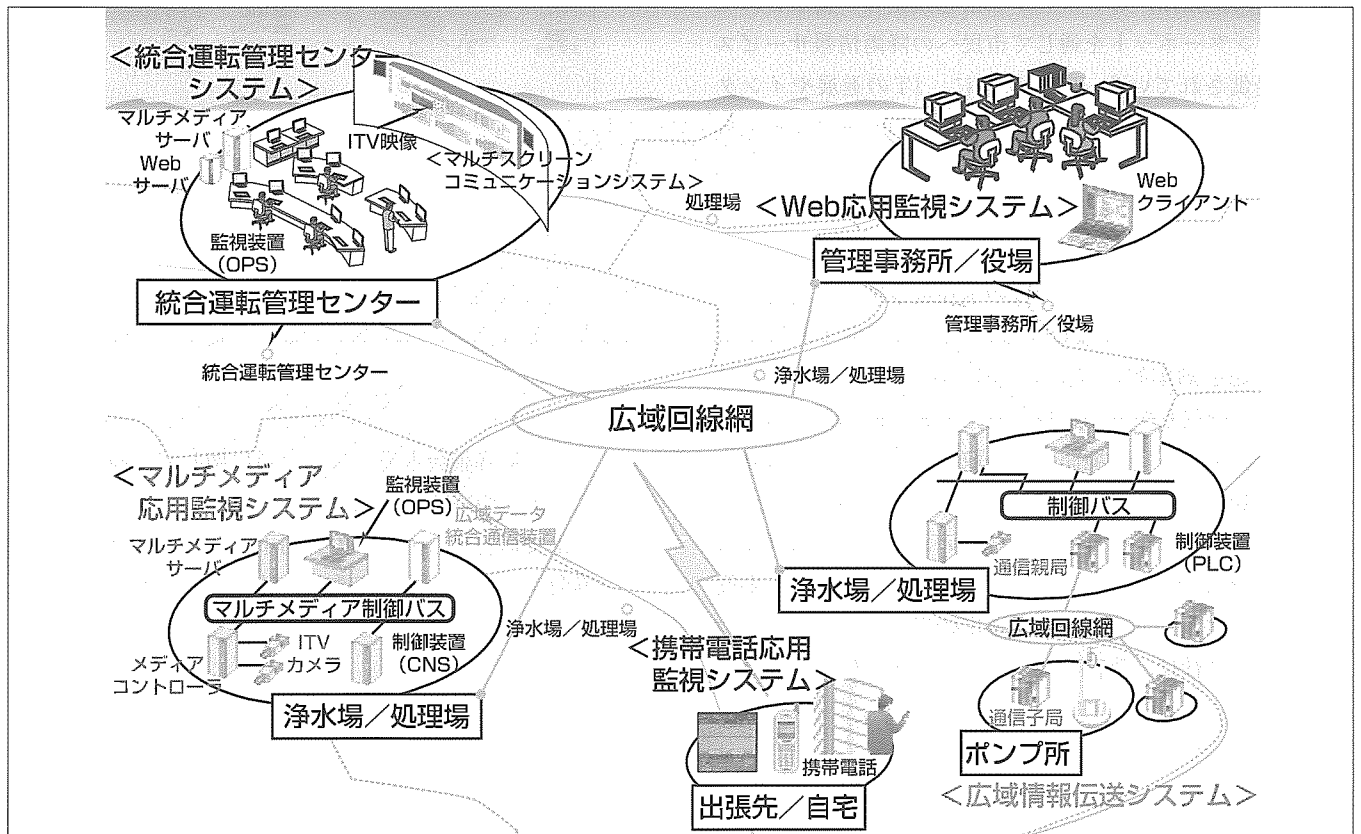 ＜統合運転管理センター
システム＞
マルチメディア
サーバ
Web
サーバ
ITV映像
＜マルチスクリーン
コミュニケーションシステム＞
監視装置
(OPS)
統合運転管理センター
統合運転管理センター
処理場
＜Web応用監視システム＞
Web
クライアント
管理事務所／役場
管理事務所／役場
浄水場／処理場
広域回線網
＜マルチメディア
応用監視システム＞
監視装置
(OPS)
広域データ
統合通信装置
マルチメディア
サーバ
マルチメディア制御バス
ITV
カメラ
制御装置
(CNS)
メディア
コントローラ
浄水場／処理場
浄水場／処理場
＜携帯電話応用
監視システム＞
携帯電話
出張先／自宅
制御バス
通信親局
制御装置
(PLC)
浄水場／処理場
広域回線網
通信子局
ポンプ所
＜広域情報伝送システム＞